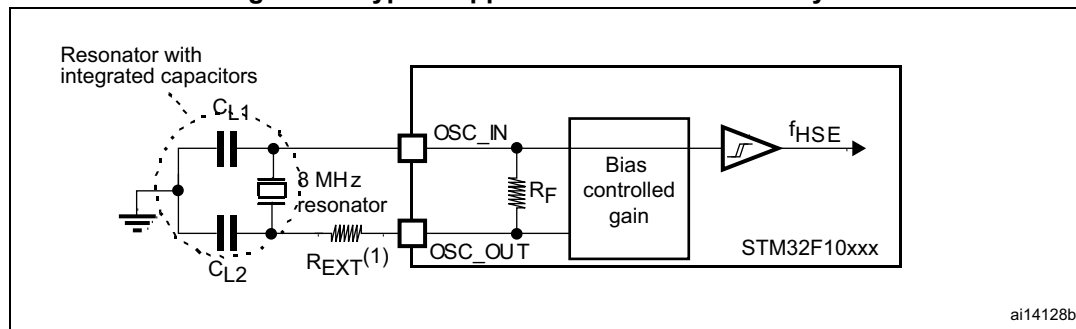 Resonator with
integrated capacitors
CL1
OSC_IN
fHSE
8 MHz
resonator
RF
Bias
controlled
gain
REXT(1)
OSC_OUT
STM32F10xxx
CL2
ai14128b